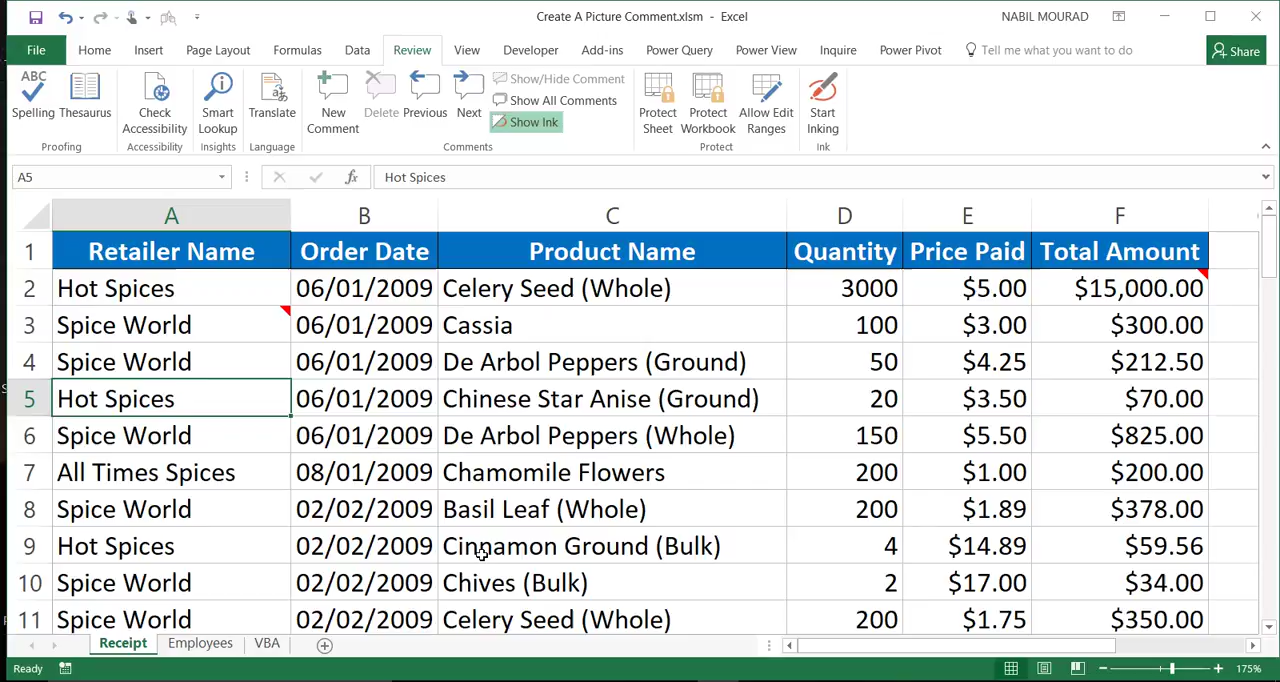 Create A Picture Comment.xlsm - Excel
NABIL MOURAD
File Home Insert Page Layout Formulas Data Review View Developer Add-ins Power Query Power View Inquire Power Pivot Tell me what you want to do Share
ABC
Spelling Thesaurus Check Accessibility Smart Lookup Translate New Comment Delete Previous Next
Show/Hide Comment
Show All Comments
Show Ink
Protect Sheet Protect Workbook Allow Edit Ranges Start Inking
Proofing Accessibility Insights Language Comments Protect Ink
A5 fx Hot Spices
A B C D E F
1 Retailer Name Order Date Product Name Quantity Price Paid Total Amount
2 Hot Spices 06/01/2009 Celery Seed (Whole) 3000 $5.00 $15,000.00
3 Spice World 06/01/2009 Cassia 100 $3.00 $300.00
4 Spice World 06/01/2009 De Arbol Peppers (Ground) 50 $4.25 $212.50
5 Hot Spices 06/01/2009 Chinese Star Anise (Ground) 20 $3.50 $70.00
6 Spice World 06/01/2009 De Arbol Peppers (Whole) 150 $5.50 $825.00
7 All Times Spices 08/01/2009 Chamomile Flowers 200 $1.00 $200.00
8 Spice World 02/02/2009 Basil Leaf (Whole) 200 $1.89 $378.00
9 Hot Spices 02/02/2009 Cinnamon Ground (Bulk) 4 $14.89 $59.56
10 Spice World 02/02/2009 Chives (Bulk) 2 $17.00 $34.00
11 Spice World 02/02/2009 Celery Seed (Whole) 200 $1.75 $350.00
Receipt Employees VBA
Ready 175%